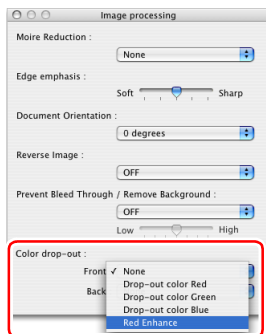 Image processing
Moire Reduction :
None
Edge emphasis :
Soft Sharp
Document Orientation :
0 degrees
Reverse Image :
OFF
Prevent Bleed Through / Remove Background :
OFF
Low High
Color drop-out :
Front ✓ None
Drop-out color Red
Back Drop-out color Green
Drop-out color Blue
Red Enhance